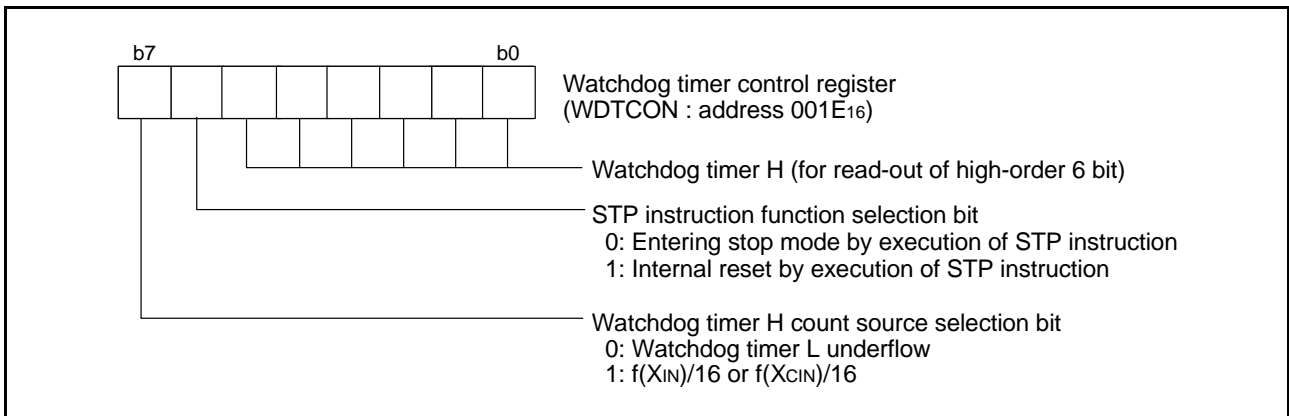 b7 b0
Watchdog timer control register
(WDTCON : address 001E16)
Watchdog timer H (for read-out of high-order 6 bit)
STP instruction function selection bit
0: Entering stop mode by execution of STP instruction
1: Internal reset by execution of STP instruction
Watchdog timer H count source selection bit
0: Watchdog timer L underflow
1: f(XIN)/16 or f(XCIN)/16